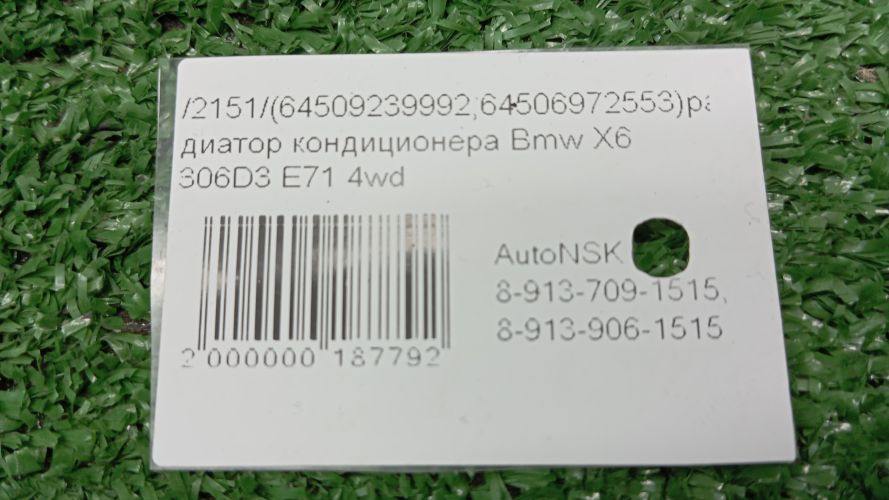 /2151/(64509239992,64506972553)ра
диатор кондиционера Bmw X6
306D3 E71 4wd
AutoNSK
8-913-709-1515,
8-913-906-1515
2 000000 187792